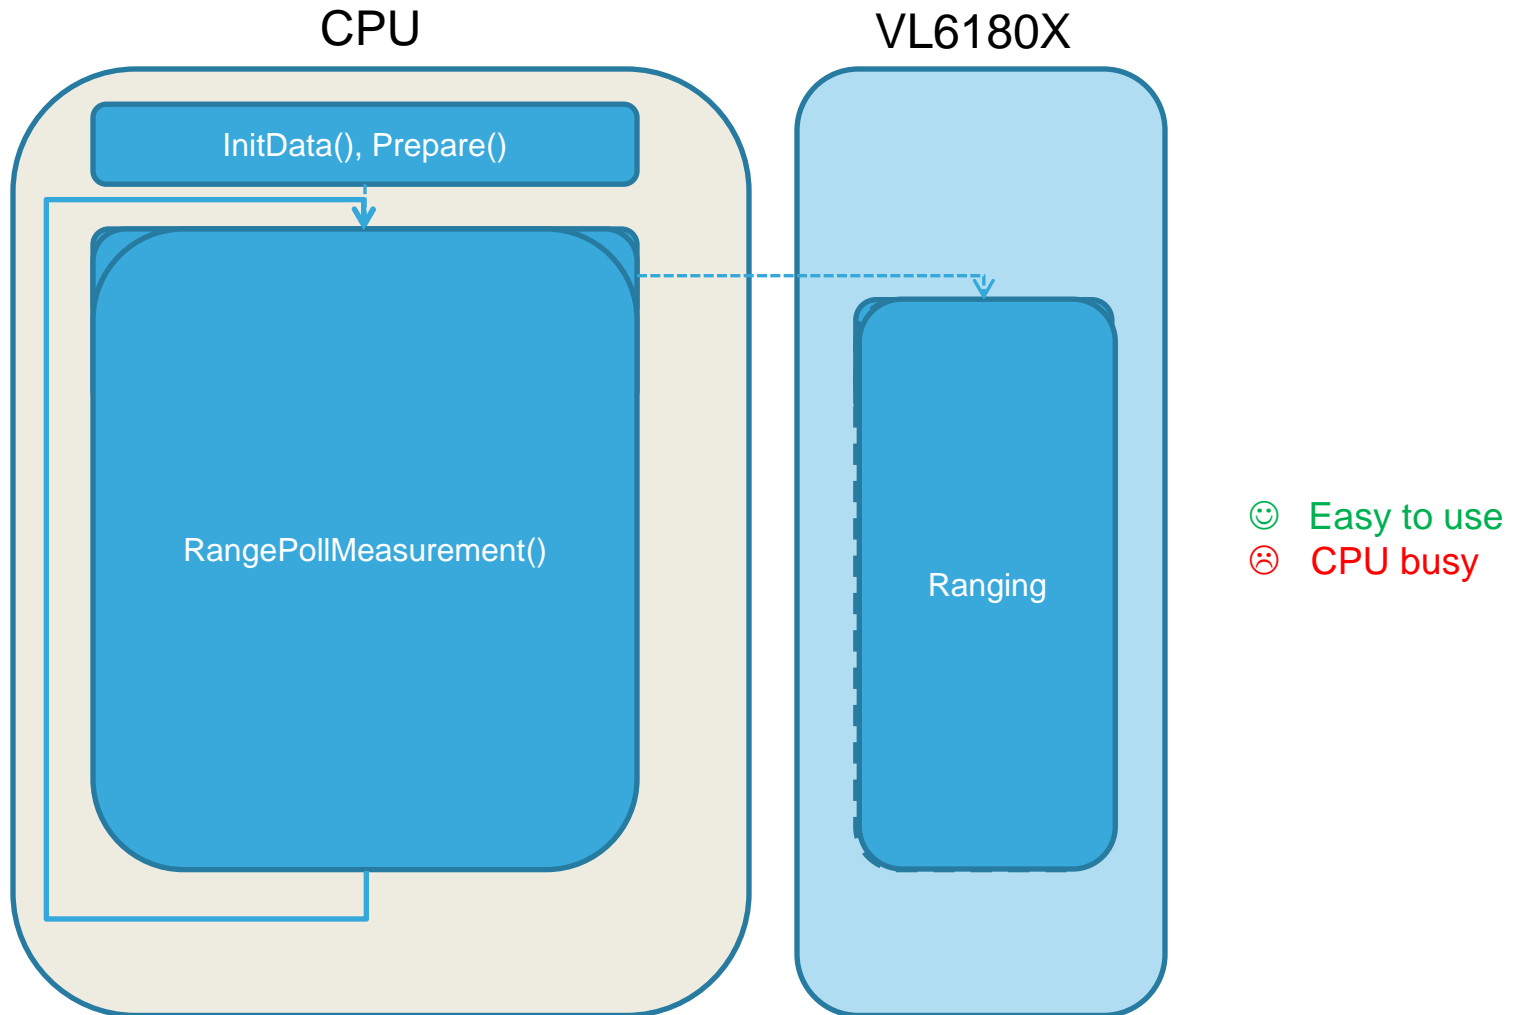 CPU
VL6180X
InitData(), Prepare()
RangePollMeasurement()
Ranging
☺ Easy to use
☹ CPU busy